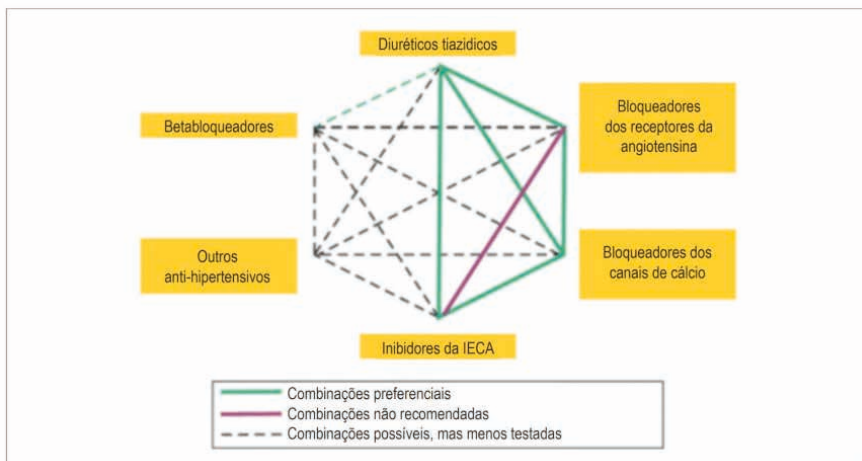 Diuréticos tiazídicos
Betabloqueadores
Bloqueadores
dos receptores da
angiotensina
Outros
anti-hipertensivos
Bloqueadores dos
canais de cálcio
Inibidores da IECA
Combinações preferenciais
Combinações não recomendadas
Combinações possíveis, mas menos testadas